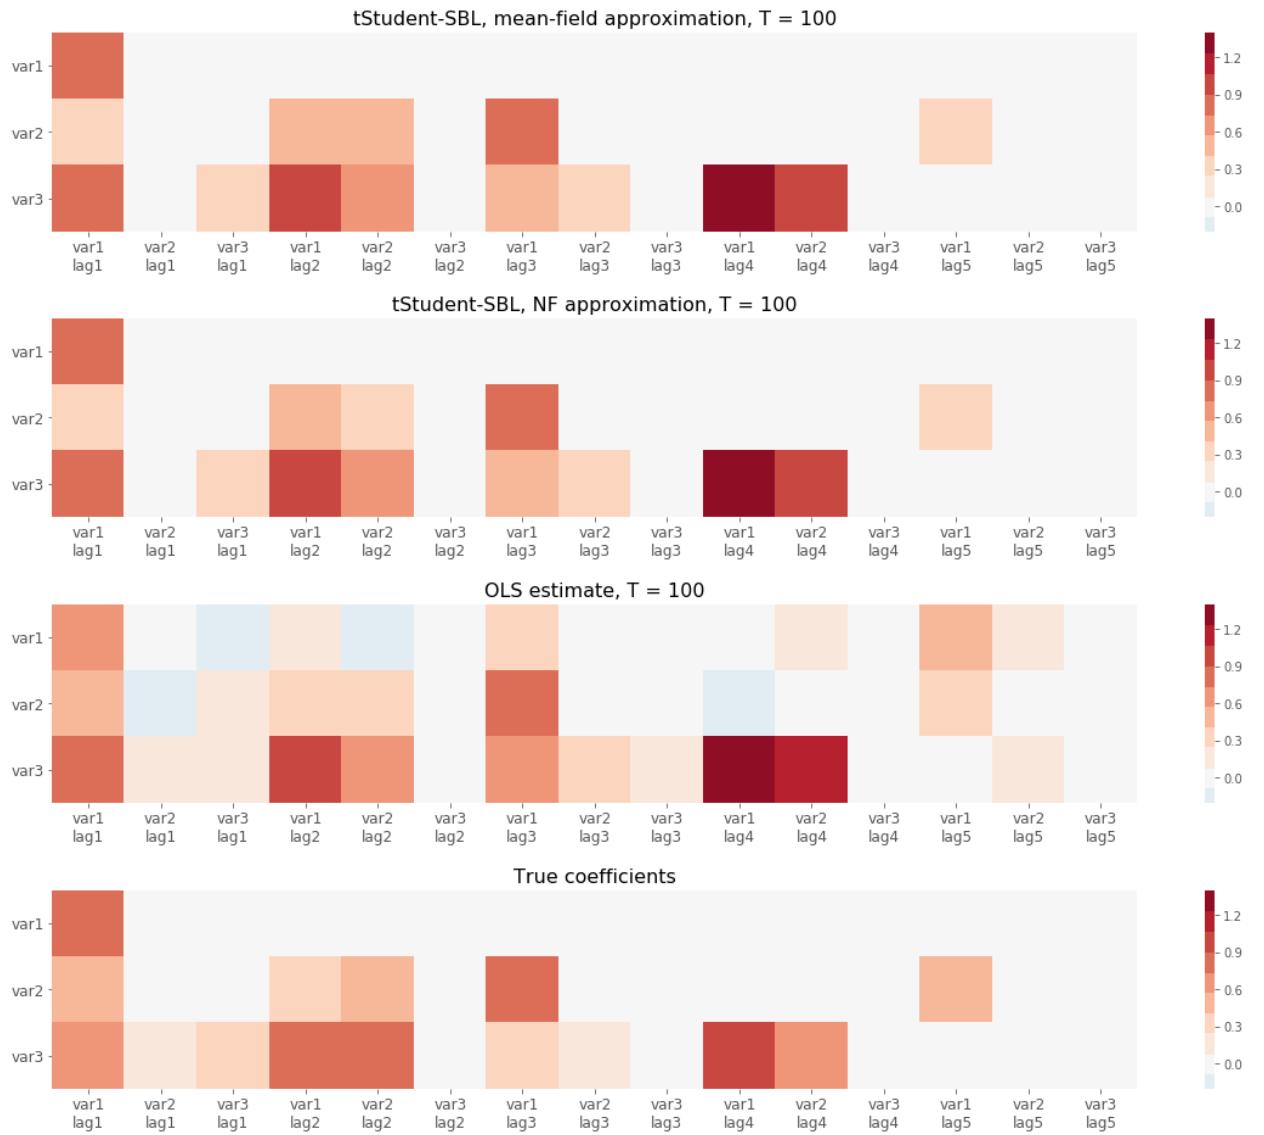 tStudent-SBL, mean-field approximation, T = 100
var1
var2
var3
1.2
0.9
0.6
0.3
0.0
var1 var2 var3 var1 var2 var3 var1 var2 var3 var1 var2 var3 var1 var2 var3
lag1 lag1 lag1 lag2 lag2 lag2 lag3 lag3 lag3 lag4 lag4 lag4 lag5 lag5 lag5
tStudent-SBL, NF approximation, T = 100
var1
var2
var3
1.2
0.9
0.6
0.3
0.0
var1 var2 var3 var1 var2 var3 var1 var2 var3 var1 var2 var3 var1 var2 var3
lag1 lag1 lag1 lag2 lag2 lag2 lag3 lag3 lag3 lag4 lag4 lag4 lag5 lag5 lag5
OLS estimate, T = 100
var1
var2
var3
1.2
0.9
0.6
0.3
0.0
var1 var2 var3 var1 var2 var3 var1 var2 var3 var1 var2 var3 var1 var2 var3
lag1 lag1 lag1 lag2 lag2 lag2 lag3 lag3 lag3 lag4 lag4 lag4 lag5 lag5 lag5
True coefficients
var1
var2
var3
1.2
0.9
0.6
0.3
0.0
var1 var2 var3 var1 var2 var3 var1 var2 var3 var1 var2 var3 var1 var2 var3
lag1 lag1 lag1 lag2 lag2 lag2 lag3 lag3 lag3 lag4 lag4 lag4 lag5 lag5 lag5